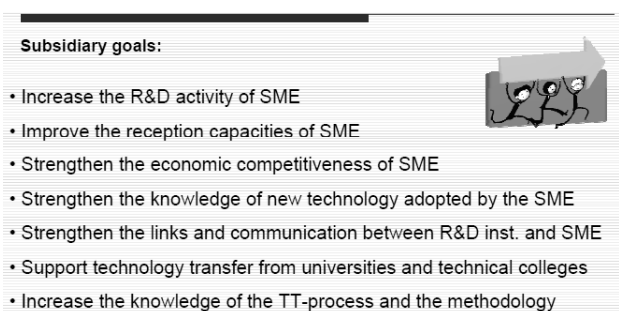 Subsidiary goals:
• Increase the R&D activity of SME
• Improve the reception capacities of SME
• Strengthen the economic competitiveness of SME
• Strengthen the knowledge of new technology adopted by the SME
• Strengthen the links and communication between R&D inst. and SME
• Support technology transfer from universities and technical colleges
• Increase the knowledge of the TT-process and the methodology